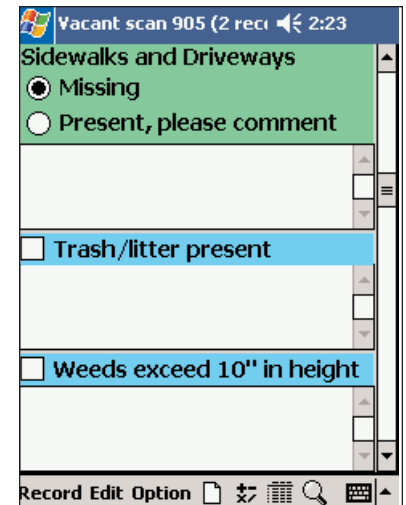 Vacant scan 905 (2 reco 2:23
Sidewalks and Driveways
Missing
Present, please comment
Trash/litter present
Weeds exceed 10" in height
Record Edit Option